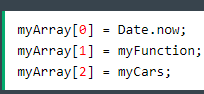 myArray[0] = Date.now;
myArray[1] = myFunction;
myArray[2] = myCars;